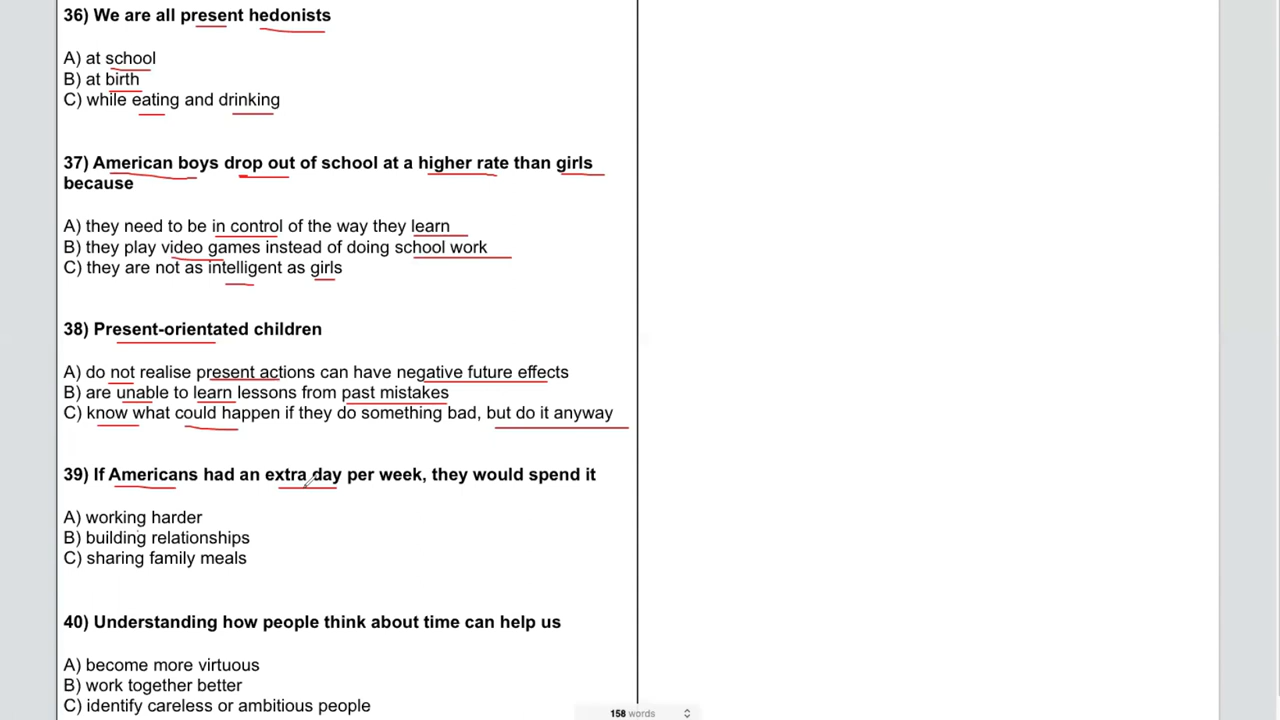 36) We are all present hedonists
A) at school
B) at birth
C) while eating and drinking
37) American boys drop out of school at a higher rate than girls
because
A) they need to be in control of the way they learn
B) they play video games instead of doing school work
C) they are not as intelligent as girls
38) Present-orientated children
A) do not realise present actions can have negative future effects
B) are unable to learn lessons from past mistakes
C) know what could happen if they do something bad, but do it anyway
39) If Americans had an extra day per week, they would spend it
A) working harder
B) building relationships
C) sharing family meals
40) Understanding how people think about time can help us
A) become more virtuous
B) work together better
C) identify careless or ambitious people
158 words